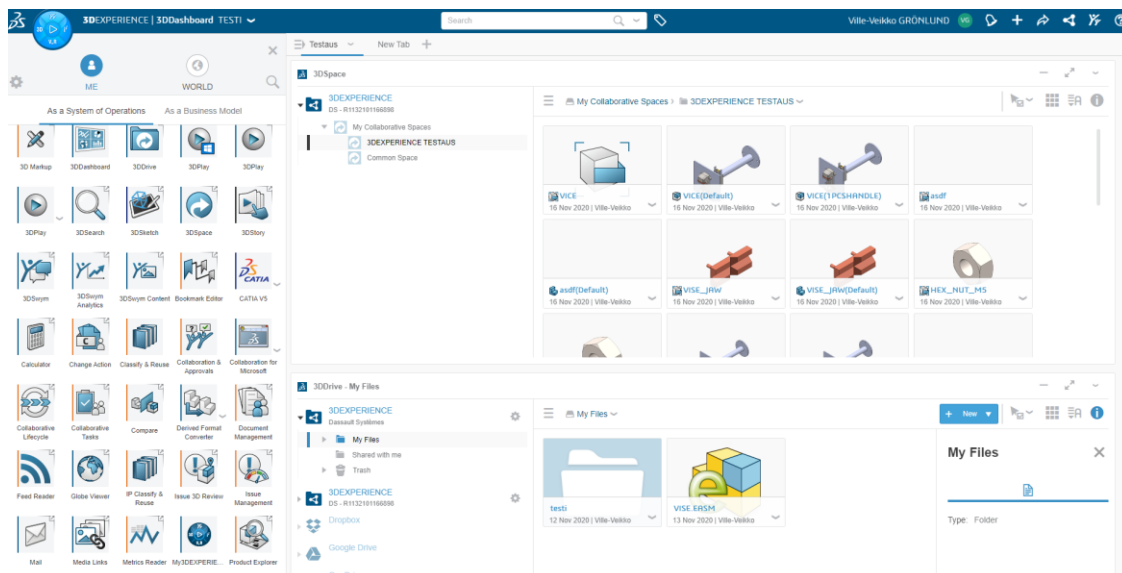 3DEXPERIENCE | 3DDashboard TESTI
Search
Ville-Veikko GRÖNLUND
VG
V,R
ME
WORLD
As a System of Operations
As a Business Model
3D Markup
3DDashboard
3DDrive
3DPlay
3DPlay
3DPlay
3DSearch
3DSketch
3DSpace
3DStory
3DSwym
3DSwym
Analytics
3DSwym Content
Bookmark Editor
CATIA
CATIA V5
Calculator
Change Action
Classify & Reuse
Collaboration &
Approvals
Collaboration for
Microsoft
Collaborative
Lifecycle
Collaborative
Tasks
Compare
Derived Format
Converter
Document
Management
Feed Reader
Globe Viewer
IP Classify &
Reuse
Issue 3D Review
Issue
Management
Mail
Media Links
Metrics Reader
My3DEXPERIE...
Product Explorer
Testaus
New Tab
3DSpace
3DEXPERIENCE
DS - R1132101166898
My Collaborative Spaces
3DEXPERIENCE TESTAUS
Common Space
My Collaborative Spaces > 3DEXPERIENCE TESTAUS
VICE
16 Nov 2020 | Ville-Veikko
VICE(Default)
16 Nov 2020 | Ville-Veikko
VICE(1PCSHANDLE)
16 Nov 2020 | Ville-Veikko
asdf
16 Nov 2020 | Ville-Veikko
asdf(Default)
16 Nov 2020 | Ville-Veikko
VISE_JAW
16 Nov 2020 | Ville-Veikko
VISE_JAW(Default)
16 Nov 2020 | Ville-Veikko
HEX_NUT_M5
16 Nov 2020 | Ville-Veikko
3DDrive - My Files
3DEXPERIENCE
Dassault Systèmes
My Files
Shared with me
Trash
3DEXPERIENCE
DS - R1132101166898
Dropbox
Google Drive
My Files
+ New
testi
12 Nov 2020 | Ville-Veikko
VISE EASM
13 Nov 2020 | Ville-Veikko
My Files
Type: Folder